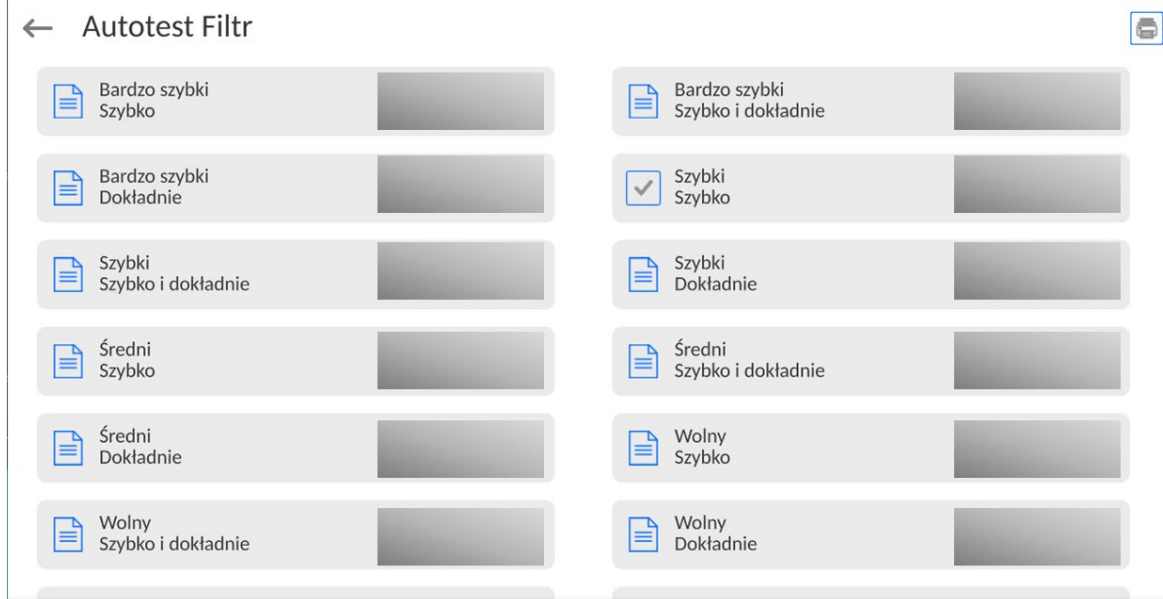 Autotest Filtr
Bardzo szybki
Szybko
Bardzo szybki
Szybko i dokładnie
Bardzo szybki
Dokładnie
Szybki
Szybko
Szybki
Szybko i dokładnie
Szybki
Dokładnie
Średni
Szybko
Średni
Szybko i dokładnie
Średni
Dokładnie
Wolny
Szybko
Wolny
Szybko i dokładnie
Wolny
Dokładnie